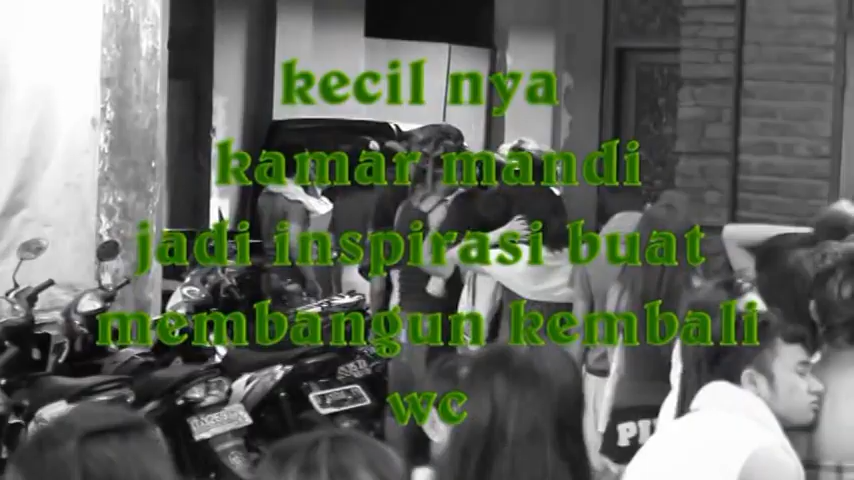 kecil nya
kamar mandi
jadi inspirasi buat
membangun kembali
wc